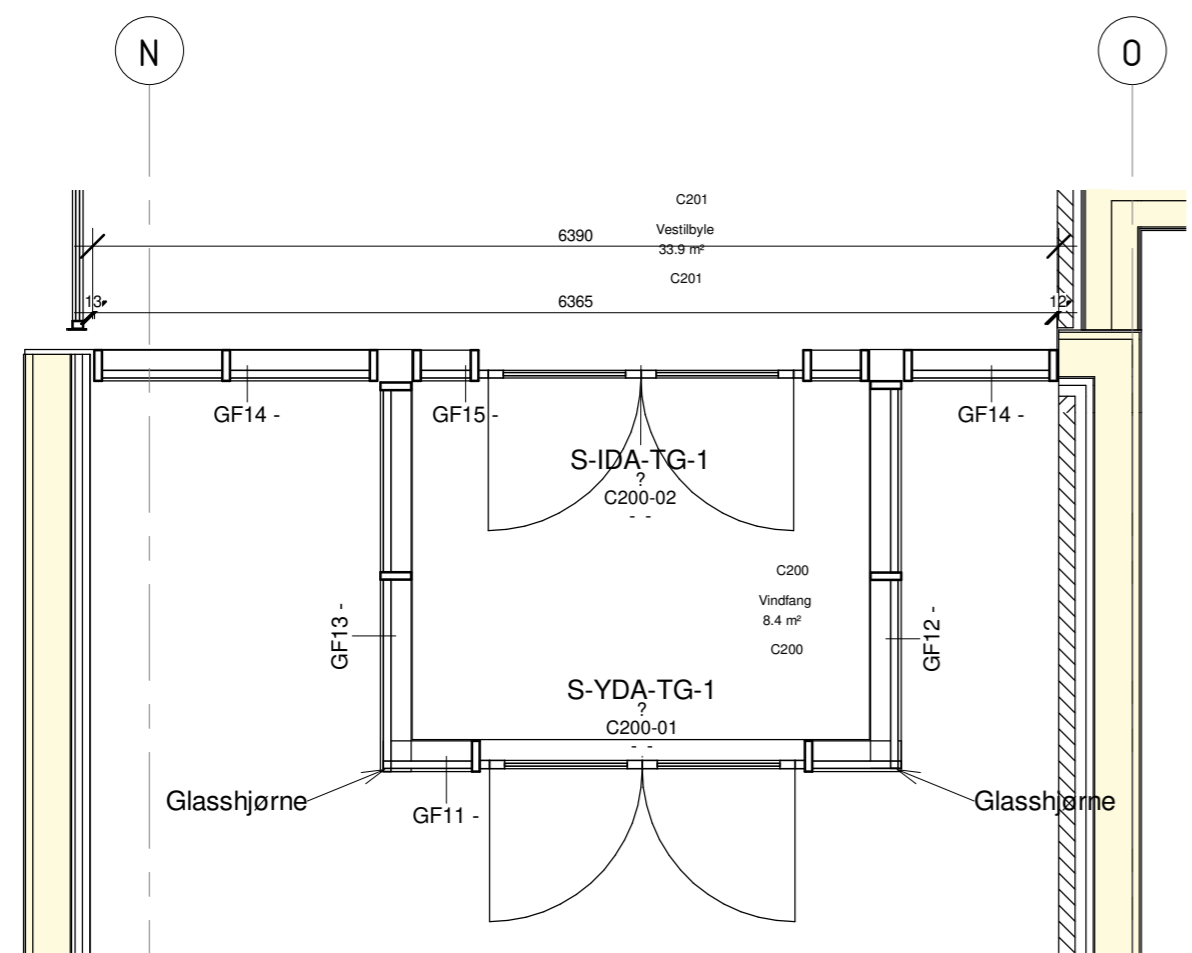 N
O
C201
Vestilbyle
33.9 m²
C201
6390
13
6365
12
GF14 -
GF15 -
GF14 -
S-IDA-TG-1
?
C200-02
- -
C200
Vindfang
8.4 m²
C200
GF13 -
GF12 -
S-YDA-TG-1
?
C200-01
- -
Glasshjørne
GF11 -
Glasshjørne